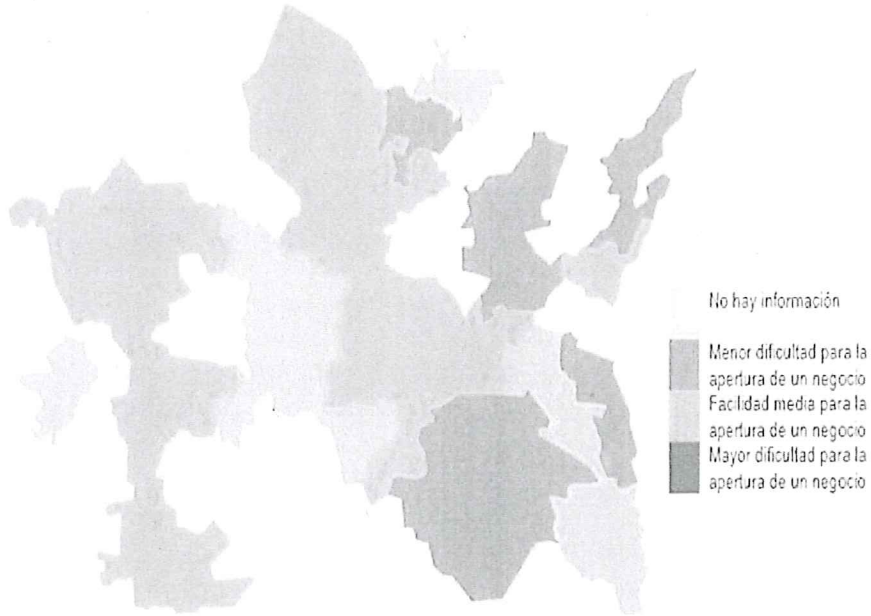 No hay información
Menor dificultad para la
apertura de un negocio
Facilidad media para la
apertura de un negocio
Mayor dificultad para la
apertura de un negocio